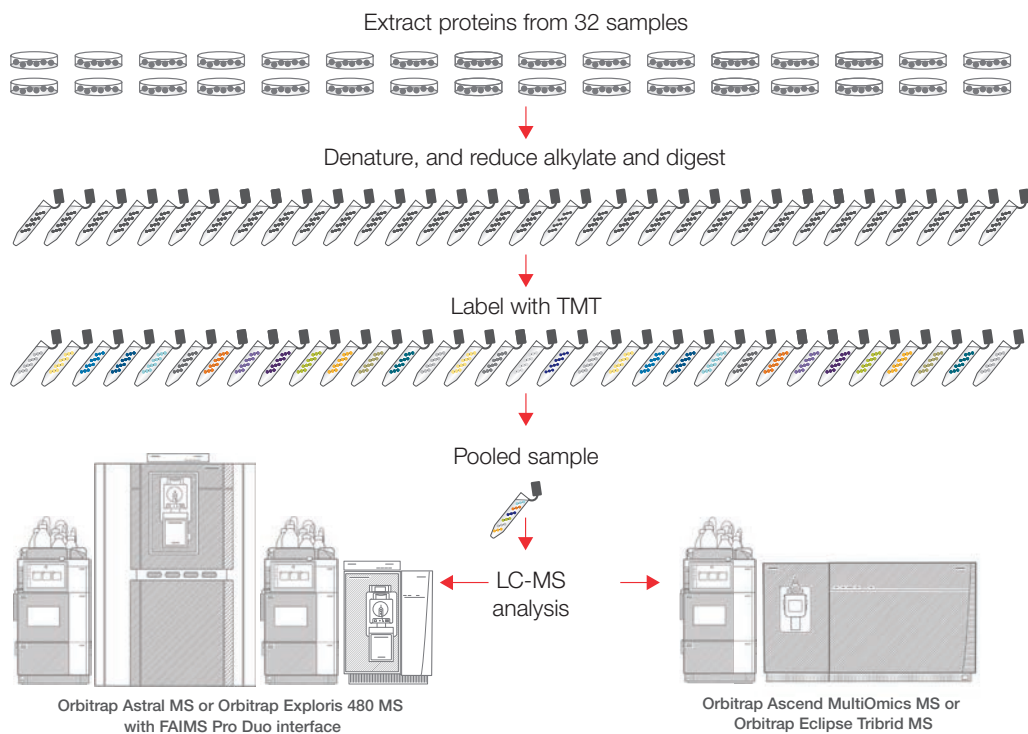 Extract proteins from 32 samples
Denature, and reduce alkylate and digest
Label with TMT
Pooled sample
LC-MS
analysis
Orbitrap Astral MS or Orbitrap Exploris 480 MS
with FAIMS Pro Duo interface
Orbitrap Ascend MultiOmics MS or
Orbitrap Eclipse Tribrid MS